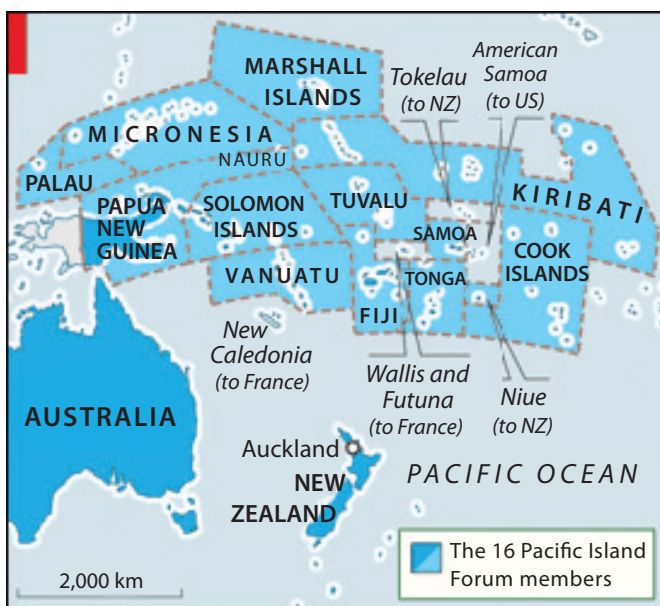 MARSHALL
ISLANDS
Tokelau
(to NZ)
American
Samoa
(to US)
MICRONESIA
NAURU
PALAU
PAPUA
NEW
GUINEA
SOLOMON
ISLANDS
TUVALU
KIRIBATI
SAMOA
COOK
ISLANDS
VANUATU
TONGA
FIJI
New
Caledonia
(to France)
Wallis and
Futuna
(to France)
Niue
(to NZ)
AUSTRALIA
Auckland
NEW
ZEALAND
PACIFIC OCEAN
2,000 km
The 16 Pacific Island
Forum members